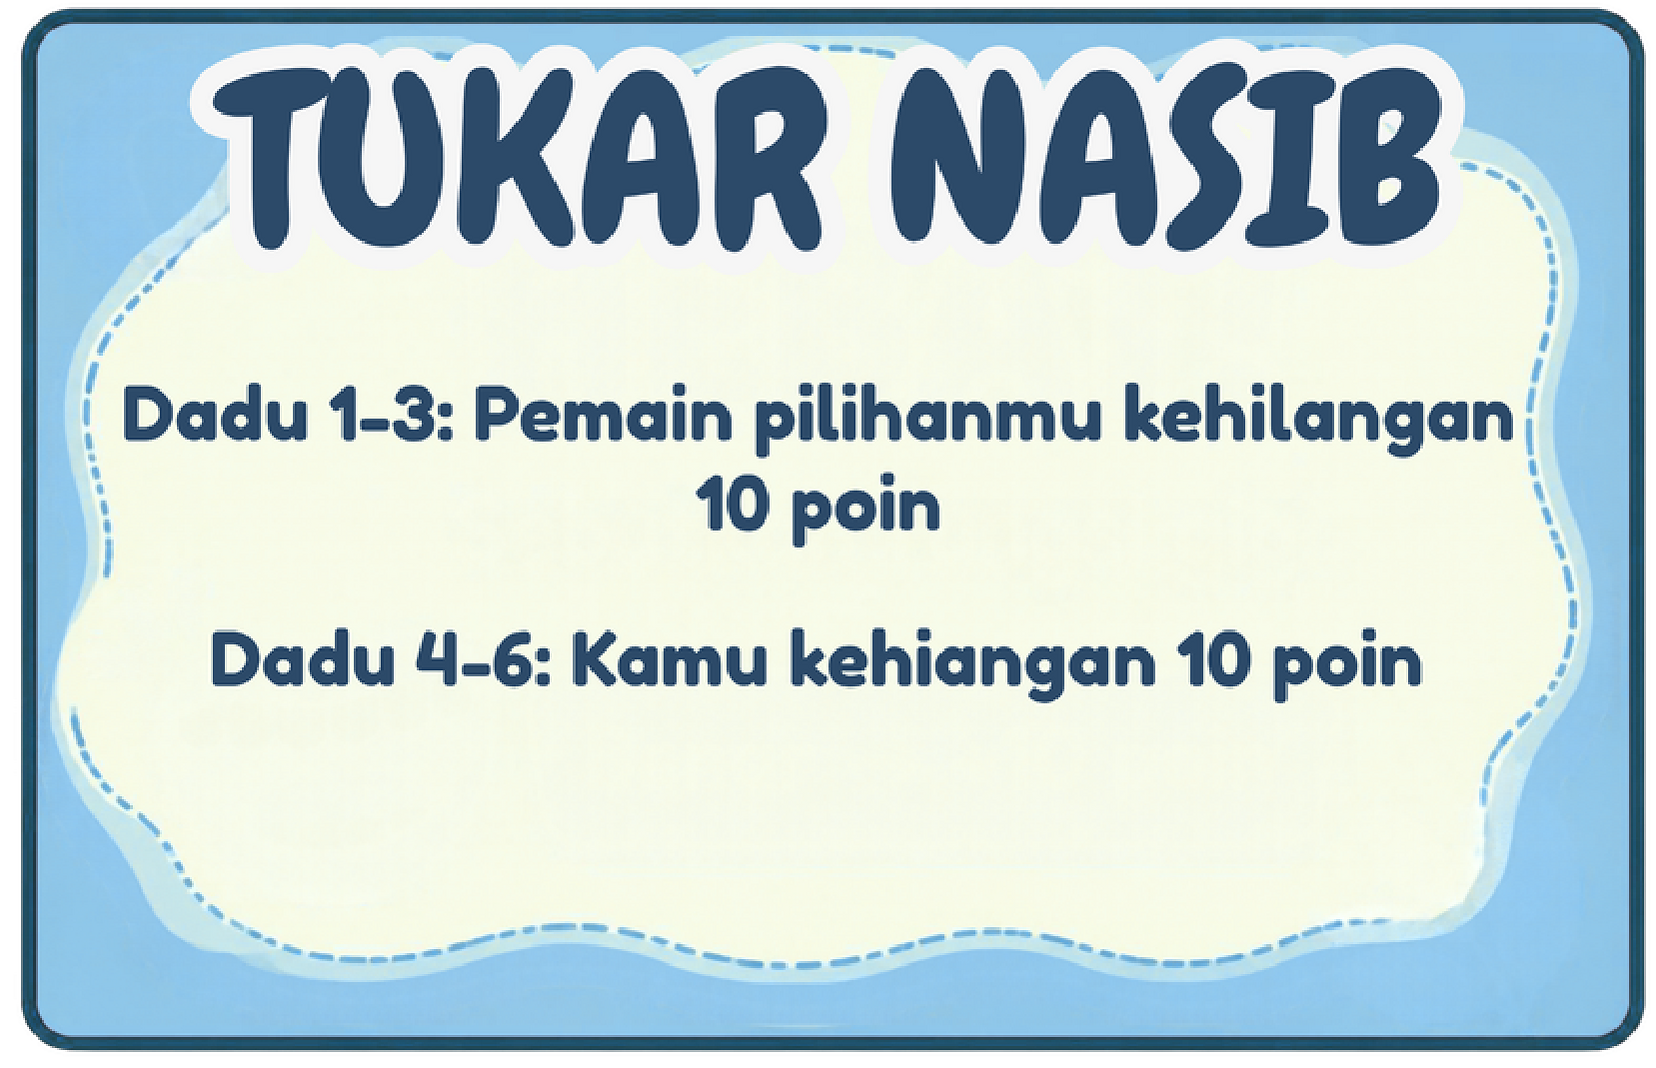 TUKAR NASIB
Dadu 1-3: Pemain pilihanmu kehilangan
10 poin
Dadu 4-6: Kamu kehiangan 10 poin